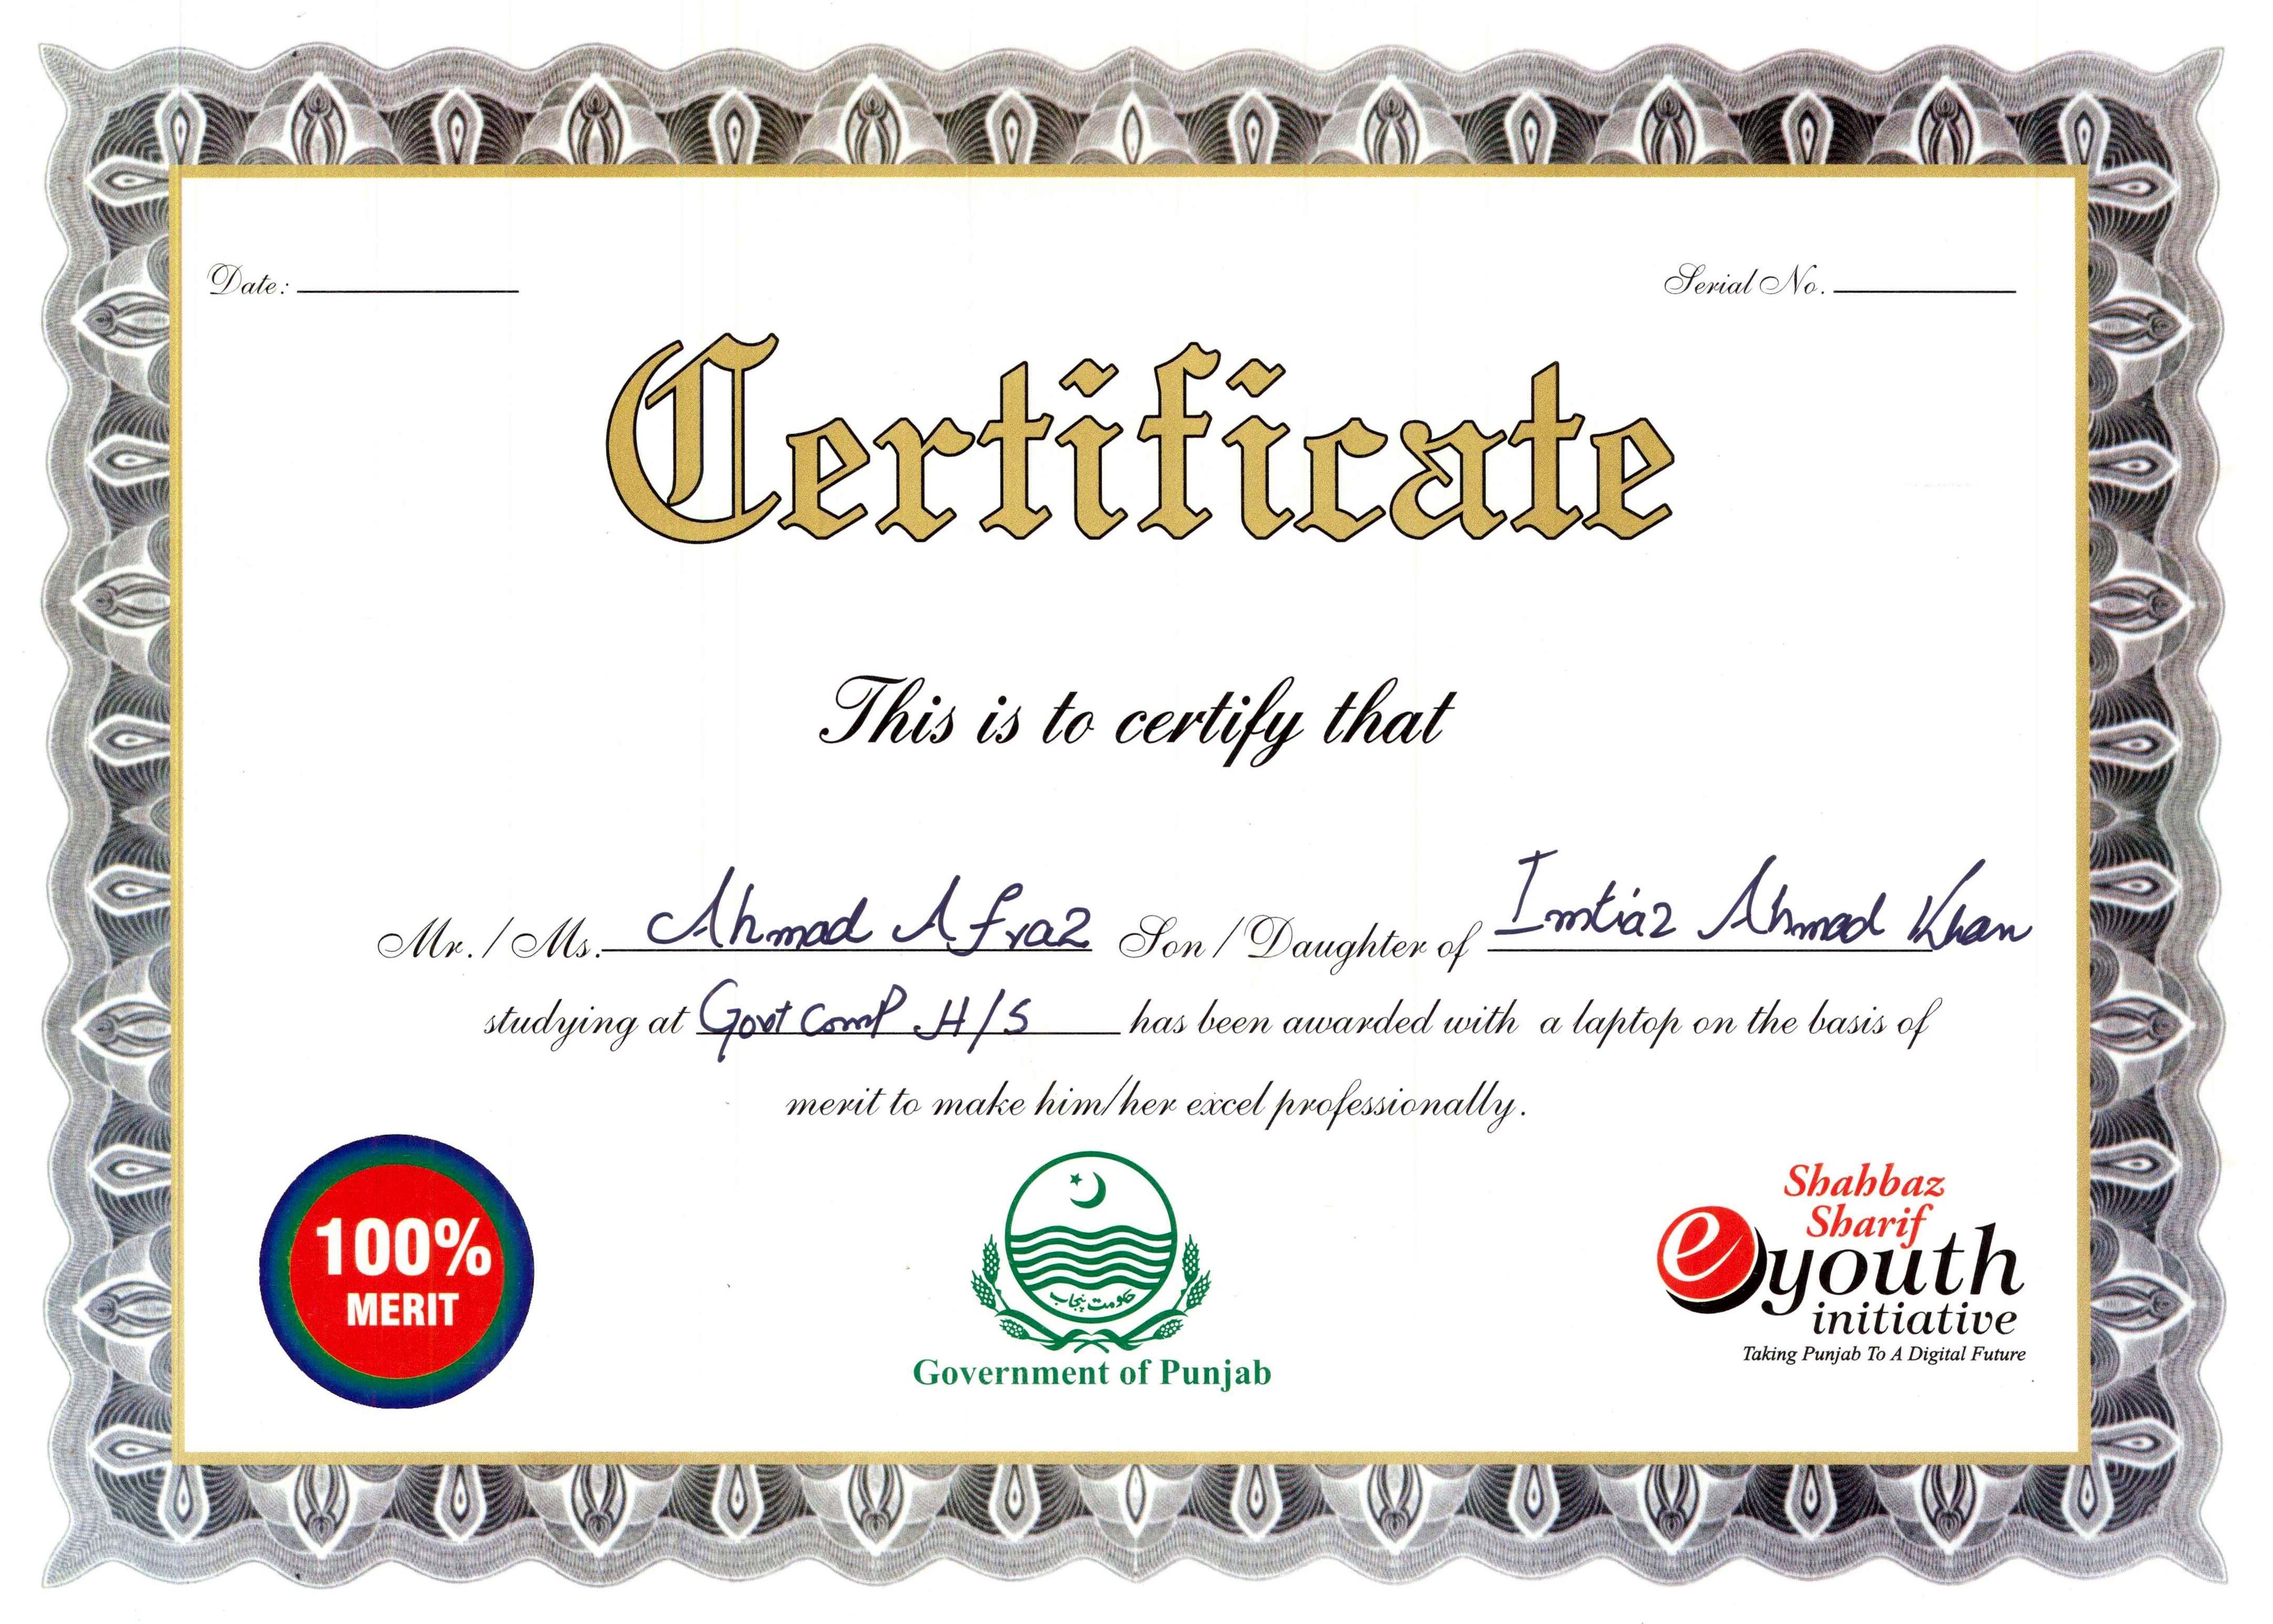 Date:
Serial No.
Certificate
This is to certify that
Mr. / Ms. Ahmad Afraz Son / Daughter of Imtiaz Ahmad Khan
studying at Govt Comp H/S has been awarded with a laptop on the basis of
merit to make him/her excel professionally.
100%
MERIT
حکومت پنجاب
Government of Punjab
Shahbaz
Sharif
e youth
initiative
Taking Punjab To A Digital Future